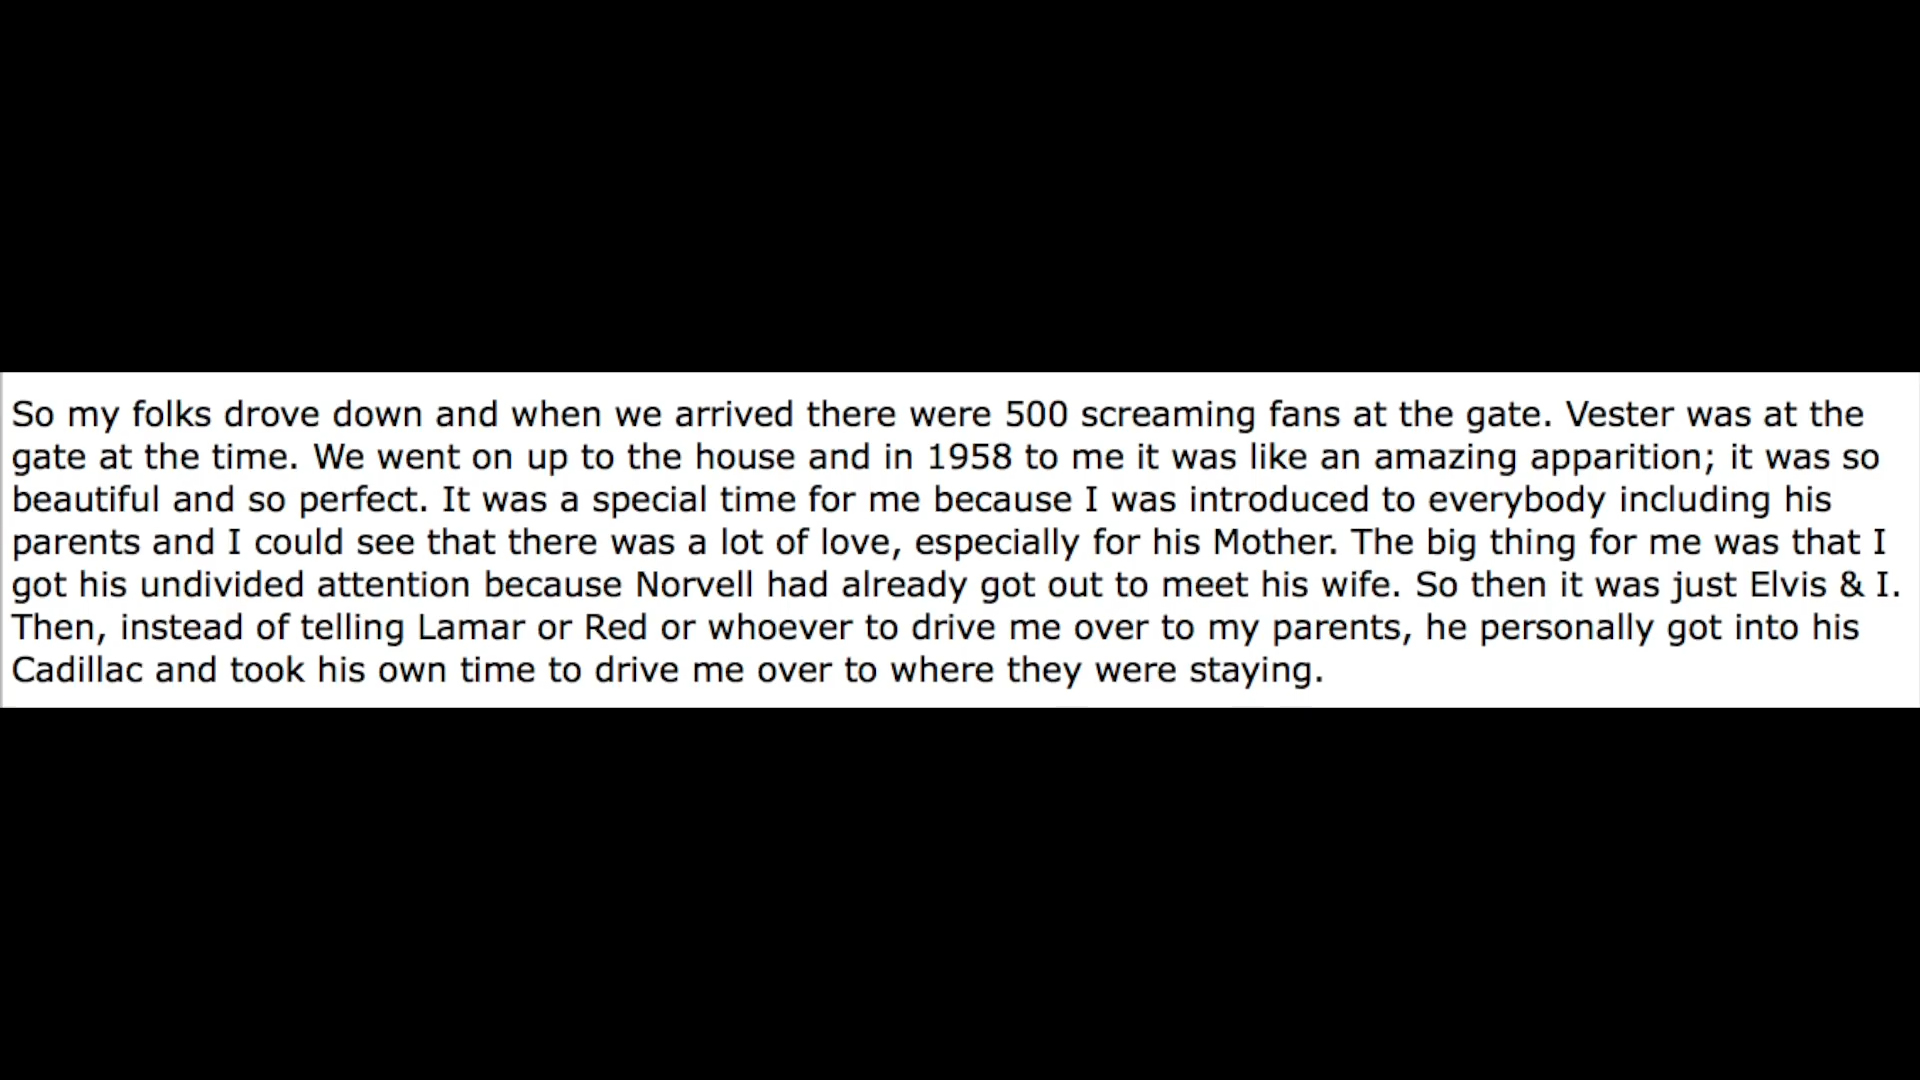 So my folks drove down and when we arrived there were 500 screaming fans at the gate. Vester was at the
gate at the time. We went on up to the house and in 1958 to me it was like an amazing apparition; it was so
beautiful and so perfect. It was a special time for me because I was introduced to everybody including his
parents and I could see that there was a lot of love, especially for his Mother. The big thing for me was that I
got his undivided attention because Norvell had already got out to meet his wife. So then it was just Elvis & I.
Then, instead of telling Lamar or Red or whoever to drive me over to my parents, he personally got into his
Cadillac and took his own time to drive me over to where they were staying.